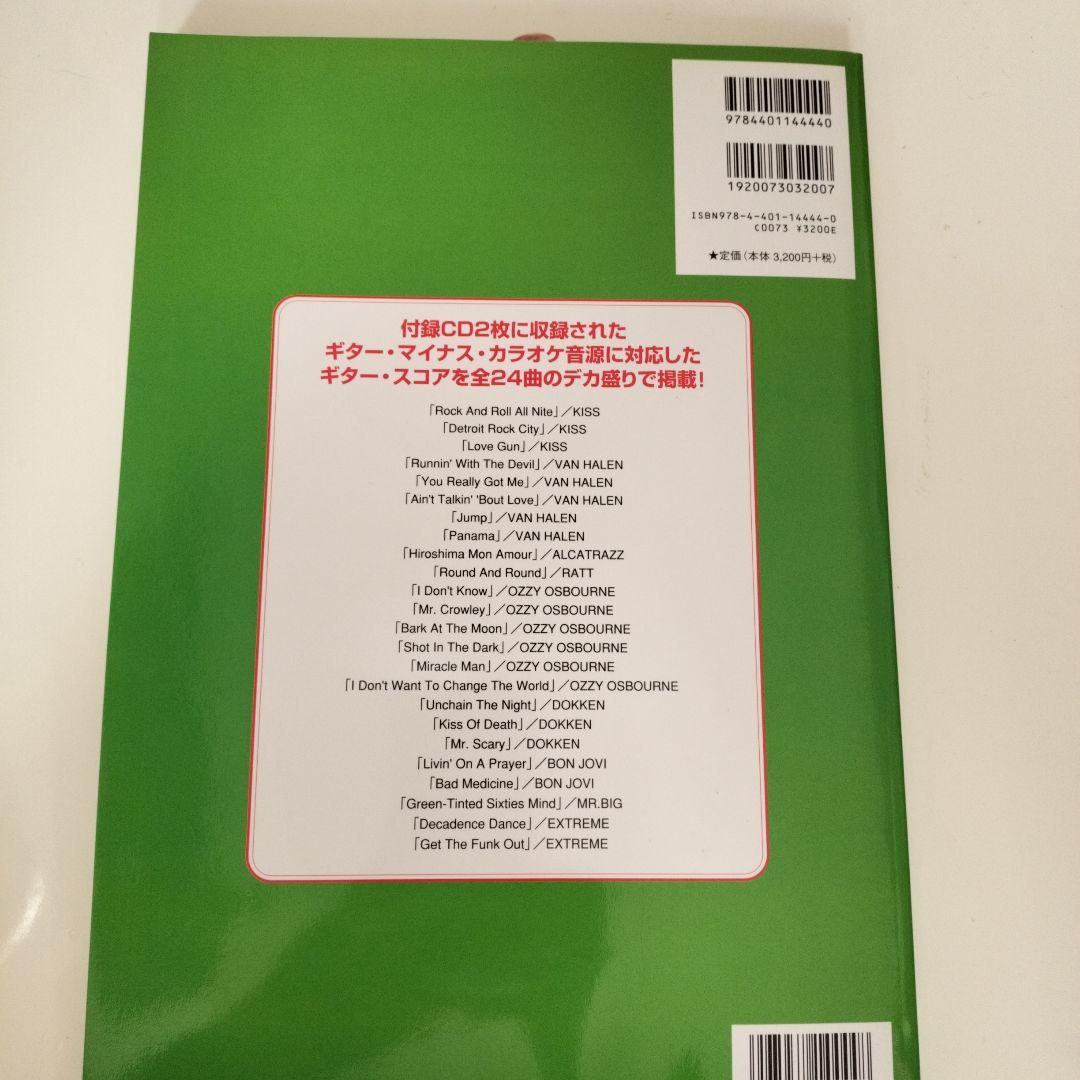 9784401144440
1920073032007
ISBN978-4-401-14444-0
C0073 ¥3200E
★定価(本体 3,200円+税)
付録CD2枚に収録された
ギター・マイナス・カラオケ音源に対応した
ギター・スコアを全24曲のデカ盛りで掲載!
「Rock And Roll All Nite」/KISS
「Detroit Rock City」/KISS
「Love Gun」/KISS
「Runnin' With The Devil」/VAN HALEN
「You Really Got Me」/VAN HALEN
「Ain't Talkin' 'Bout Love」/VAN HALEN
「Jump」/VAN HALEN
「Panama」/VAN HALEN
「Hiroshima Mon Amour」/ALCATRAZZ
「Round And Round」/RATT
「I Don't Know」/OZZY OSBOURNE
「Mr. Crowley」/OZZY OSBOURNE
「Bark At The Moon」/OZZY OSBOURNE
「Shot In The Dark」/OZZY OSBOURNE
「Miracle Man」/OZZY OSBOURNE
「I Don't Want To Change The World」/OZZY OSBOURNE
「Unchain The Night」/DOKKEN
「Kiss Of Death」/DOKKEN
「Mr. Scary」/DOKKEN
「Livin' On A Prayer」/BON JOVI
「Bad Medicine」/BON JOVI
「Green-Tinted Sixties Mind」/MR.BIG
「Decadence Dance」/EXTREME
「Get The Funk Out」/EXTREME